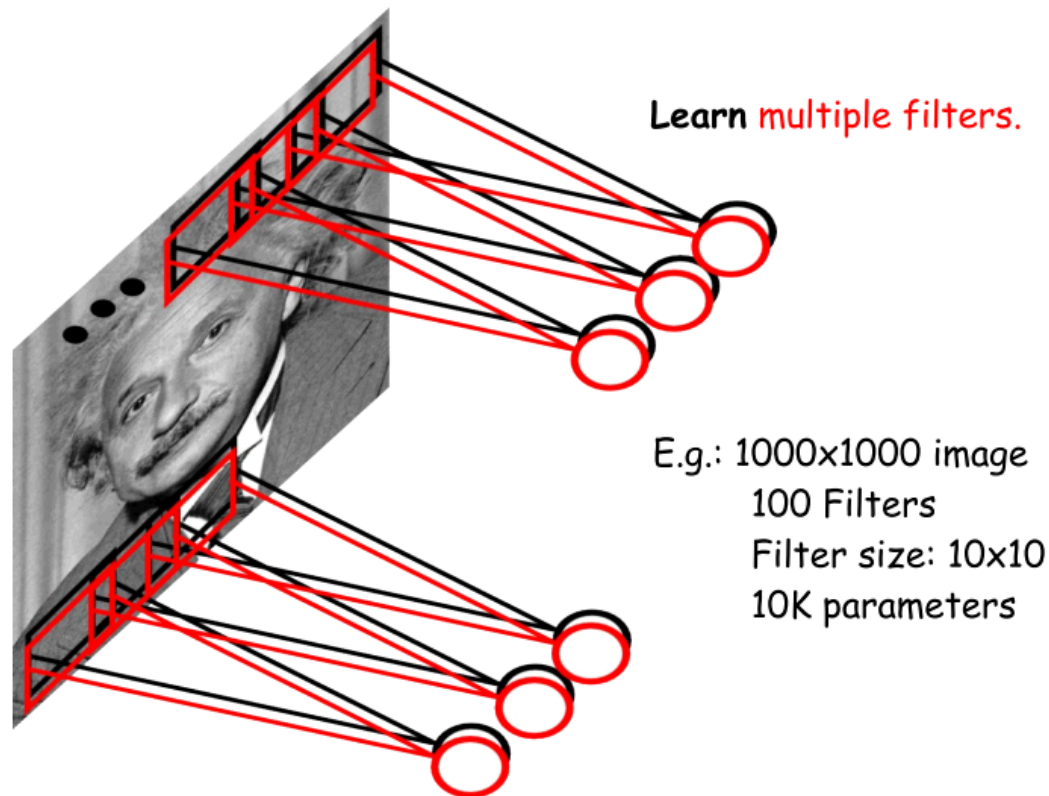 Learn multiple filters.
E.g.: 1000x1000 image
100 Filters
Filter size: 10x10
10K parameters